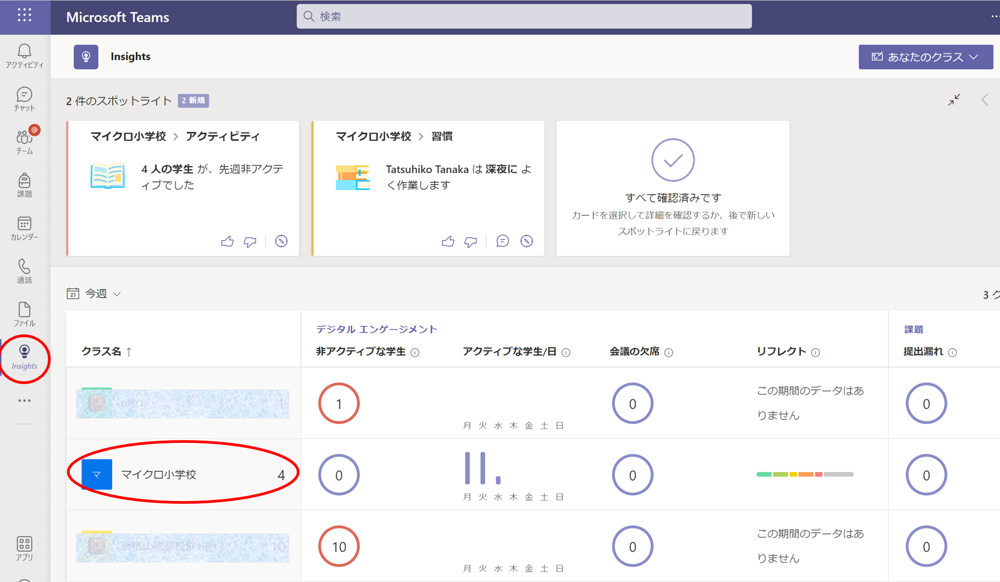 Microsoft Teams
検索
Insights
あなたのクラス
アクティビティ
チャット
@
チーム
課題
カレンダー
通話
ファイル
Insights
アプリ
2 件のスポットライト
2 新規
マイクロ小学校 > アクティビティ
4 人の学生 が、先週非アクテ
ィブでした
マイクロ小学校 > 習慣
Tatsuhiko Tanaka は 深夜に よ
く作業します
すべて確認済みです
カードを選択して詳細を確認するか、後で新しい
スポットライトに戻ります
21 今週
3 ク
デジタル エンゲージメント
課題
クラス名 ↑
非アクティブな学生
アクティブな学生/日
会議の欠席
リフレクト
提出漏れ
test1 1
1
月 火 水 木 金 土 日
0
この期間のデータはあ
りません
0
マ マイクロ小学校 4
0
月 火 水 木 金 土 日
0
0
新宿山吹高校SPHPjt 10
10
月 火 水 木 金 土 日
0
この期間のデータはあ
りません
0